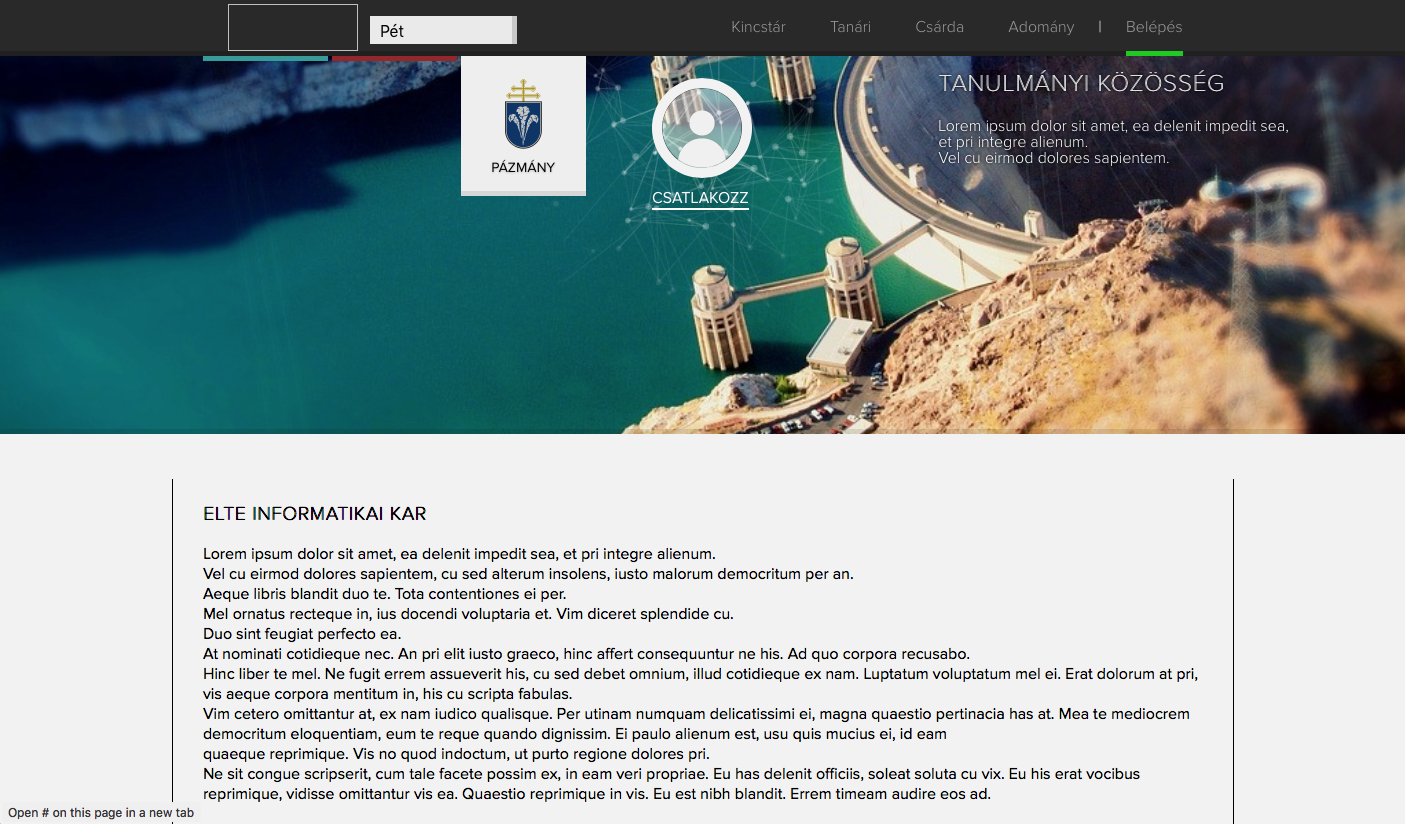 Pét
Kincstár
Tanári
Csárda
Adomány
|
Belépés
PÁZMÁNY
CSATLAKOZZ
TANULMÁNYI KÖZÖSSÉG
Lorem ipsum dolor sit amet, ea delenit impedit sea,
et pri integre alienum.
Vel cu eirmod dolores sapientem.
ELTE INFORMATIKAI KAR
Lorem ipsum dolor sit amet, ea delenit impedit sea, et pri integre alienum.
Vel cu eirmod dolores sapientem, cu sed alterum insolens, iusto malorum democritum per an.
Aeque libris blandit duo te. Tota contentiones ei per.
Mel ornatus recteque in, ius docendi voluptaria et. Vim diceret splendide cu.
Duo sint feugiat perfecto ea.
At nominati cotidieque nec. An pri elit iusto graeco, hinc affert consequuntur ne his. Ad quo corpora recusabo.
Hinc liber te mel. Ne fugit errem assueverit his, cu sed debet omnium, illud cotidieque ex nam. Luptatum voluptatum mel ei. Erat dolorum at pri,
vis aeque corpora mentitum in, his cu scripta fabulas.
Vim cetero omittantur at, ex nam iudico qualisque. Per utinam numquam delicatissimi ei, magna quaestio pertinacia has at. Mea te mediocrem
democritum eloquentiam, eum te reque quando dignissim. Ei paulo alienum est, usu quis mucius ei, id eam
quaeque reprimique. Vis no quod indoctum, ut purto regione dolores pri.
Ne sit congue scripserit, cum tale facete possim ex, in eam veri propriae. Eu has delenit officiis, soleat soluta cu vix. Eu his erat vocibus
reprimique, vidisse omittantur vis ea. Quaestio reprimique in vis. Eu est nibh blandit. Errem timeam audire eos ad.
Open # on this page in a new tab